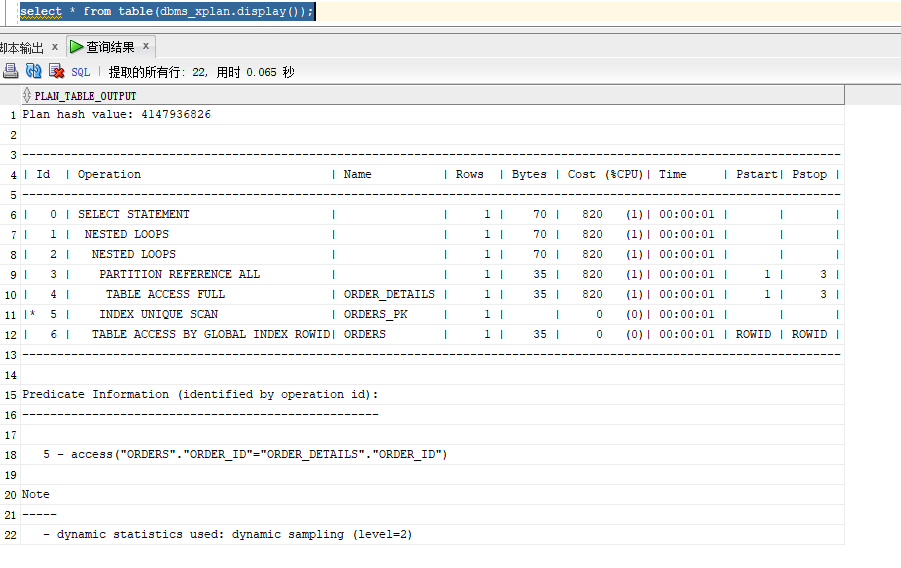 select * from table(dbms_xplan.display());
脚本输出 x 查询结果 x
SQL | 提取的所有行: 22, 用时 0.065 秒
PLAN_TABLE_OUTPUT
1 Plan hash value: 4147936826
2
3 ---------------------------------------------------------------------------------------------------------------------
4 | Id | Operation | Name | Rows | Bytes | Cost (%CPU)| Time | Pstart| Pstop |
5 ---------------------------------------------------------------------------------------------------------------------
6 | 0 | SELECT STATEMENT | | 1 | 70 | 820 (1)| 00:00:01 | | |
7 | 1 | NESTED LOOPS | | 1 | 70 | 820 (1)| 00:00:01 | | |
8 | 2 | NESTED LOOPS | | 1 | 70 | 820 (1)| 00:00:01 | | |
9 | 3 | PARTITION REFERENCE ALL | | 1 | 35 | 820 (1)| 00:00:01 | 1 | 3 |
10 | 4 | TABLE ACCESS FULL | ORDER_DETAILS | 1 | 35 | 820 (1)| 00:00:01 | 1 | 3 |
11 |* 5 | INDEX UNIQUE SCAN | ORDERS_PK | 1 | | 0 (0)| 00:00:01 | | |
12 | 6 | TABLE ACCESS BY GLOBAL INDEX ROWID| ORDERS | 1 | 35 | 0 (0)| 00:00:01 | ROWID | ROWID |
13 ---------------------------------------------------------------------------------------------------------------------
14
15 Predicate Information (identified by operation id):
16 ---------------------------------------------------
17
18 5 - access("ORDERS"."ORDER_ID"="ORDER_DETAILS"."ORDER_ID")
19
20 Note
21 -----
22 - dynamic statistics used: dynamic sampling (level=2)